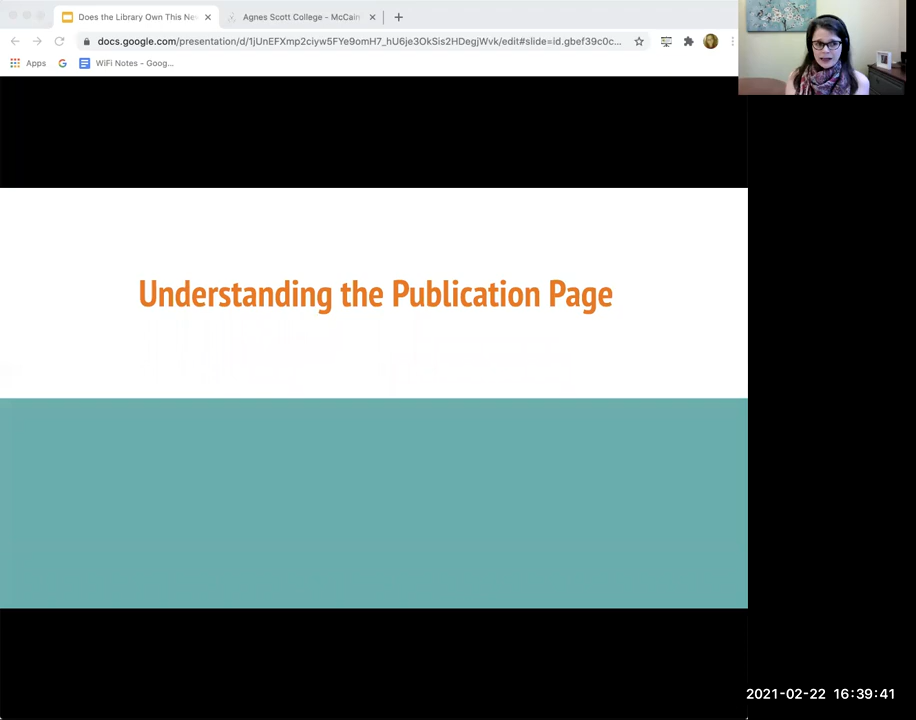 Does the Library Own This Ne
Agnes Scott College - McCain
docs.google.com/presentation/d/1jUnEFXmp2ciyw5FYe9omH7_hU6je3OkSis2HDegjWvk/edit#slide=id.gbef39c0c...
Apps
WiFi Notes - Goog...
Understanding the Publication Page
2021-02-22 16:39:41